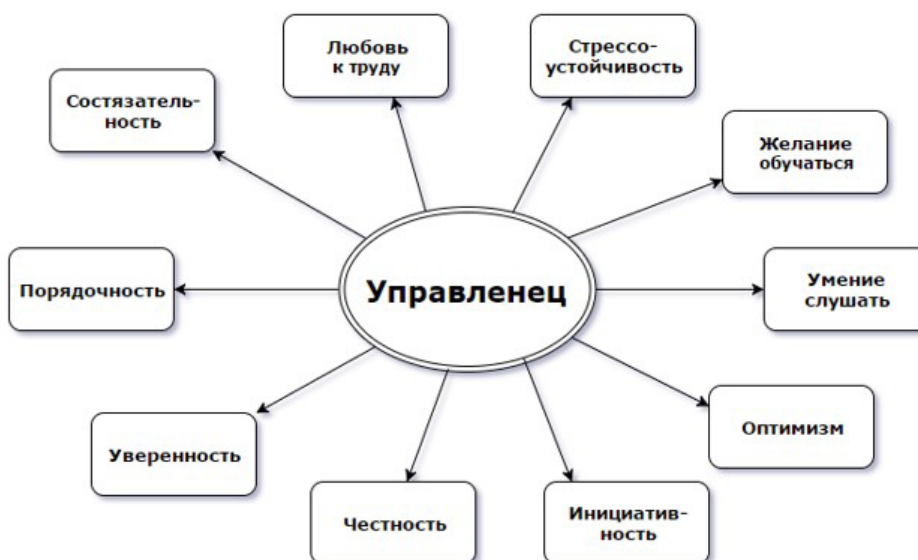 Любовь
к труду
Стрессо-
устойчивость
Состязатель-
ность
Желание
обучаться
Порядочность
Управленец
Умение
слушать
Уверенность
Оптимизм
Честность
Инициатив-
ность